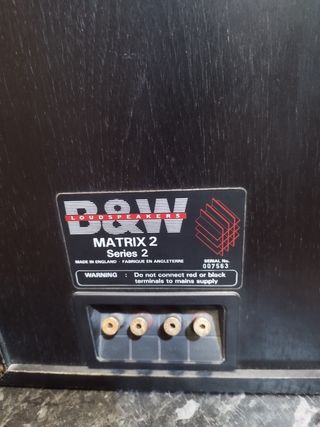 B&W
LOUDSPEAKERS
MATRIX 2
Series 2
MADE IN ENGLAND - FABRIQUE EN ANGLETERRE
SERIAL No.
007563
WARNING : Do not connect red or black
terminals to mains supply